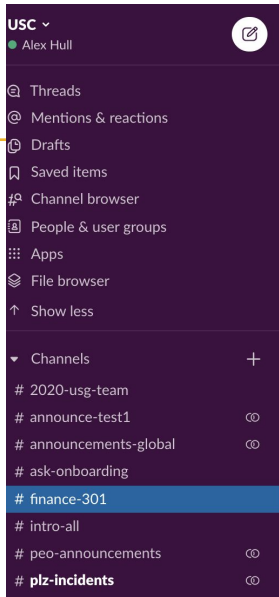 USC
Alex Hull
Threads
@ Mentions & reactions
Drafts
Saved items
Channel browser
People & user groups
Apps
File browser
↑ Show less
Channels +
# 2020-usg-team
# announce-test1
# announcements-global
# ask-onboarding
# finance-301
# intro-all
# peo-announcements
# plz-incidents